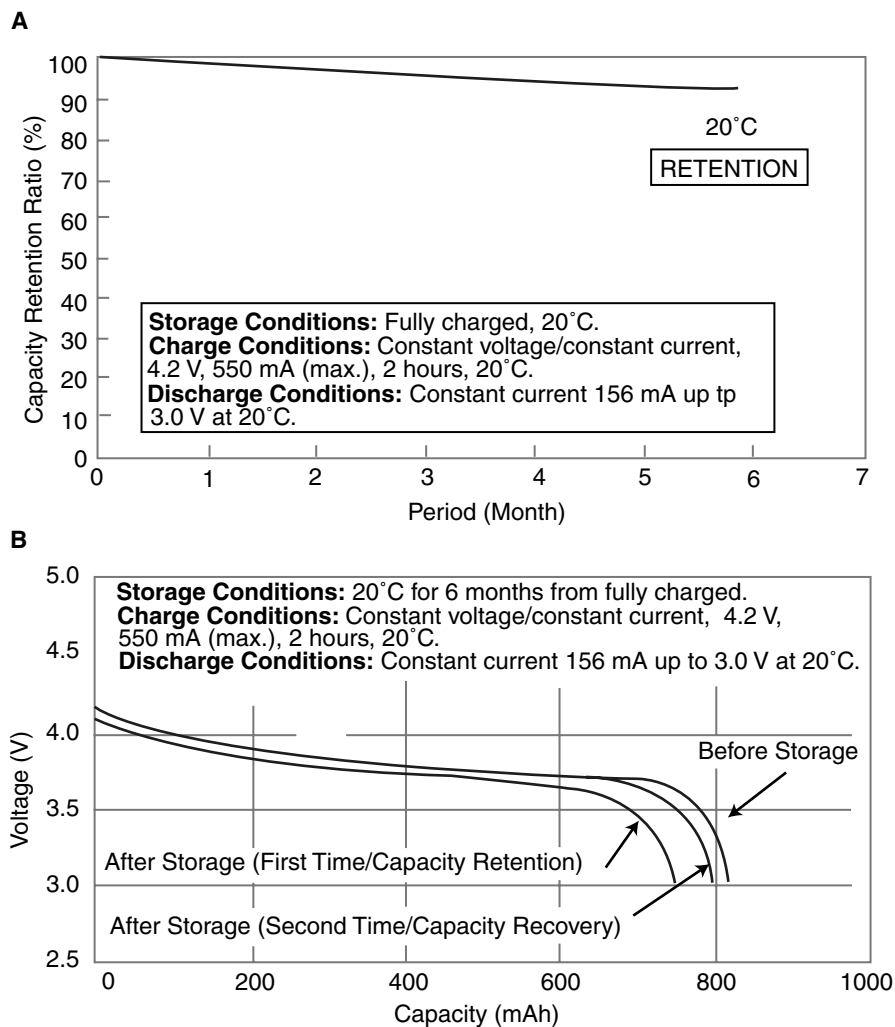 A
Capacity Retention Ratio (%)
100
90
80
70
60
50
40
30
20
10
0
20°C
RETENTION
Storage Conditions: Fully charged, 20°C.
Charge Conditions: Constant voltage/constant current,
4.2 V, 550 mA (max.), 2 hours, 20°C.
Discharge Conditions: Constant current 156 mA up tp
3.0 V at 20°C.
0 1 2 3 4 5 6 7
Period (Month)
B
Voltage (V)
5.0
4.5
4.0
3.5
3.0
2.5
Storage Conditions: 20°C for 6 months from fully charged.
Charge Conditions: Constant voltage/constant current, 4.2 V,
550 mA (max.), 2 hours, 20°C.
Discharge Conditions: Constant current 156 mA up to 3.0 V at 20°C.
Before Storage
After Storage (First Time/Capacity Retention)
After Storage (Second Time/Capacity Recovery)
0 200 400 600 800 1000
Capacity (mAh)